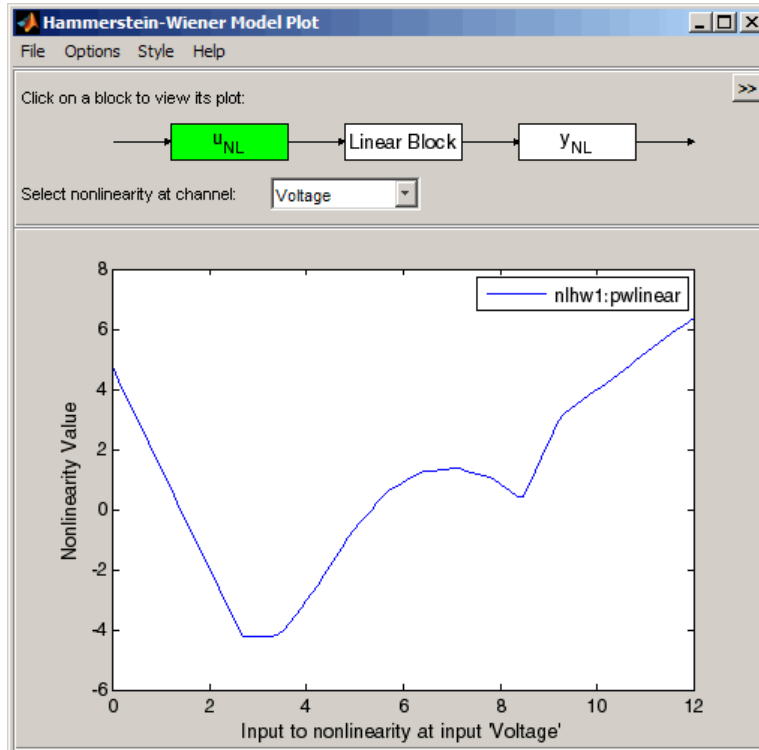 Hammerstein-Wiener Model Plot
File Options Style Help
Click on a block to view its plot:
>>
u_NL Linear Block y_NL
Select nonlinearity at channel: Voltage
nlhw1:pwlinear
8
6
4
2
0
-2
-4
-6
Nonlinearity Value
0 2 4 6 8 10 12
Input to nonlinearity at input 'Voltage'